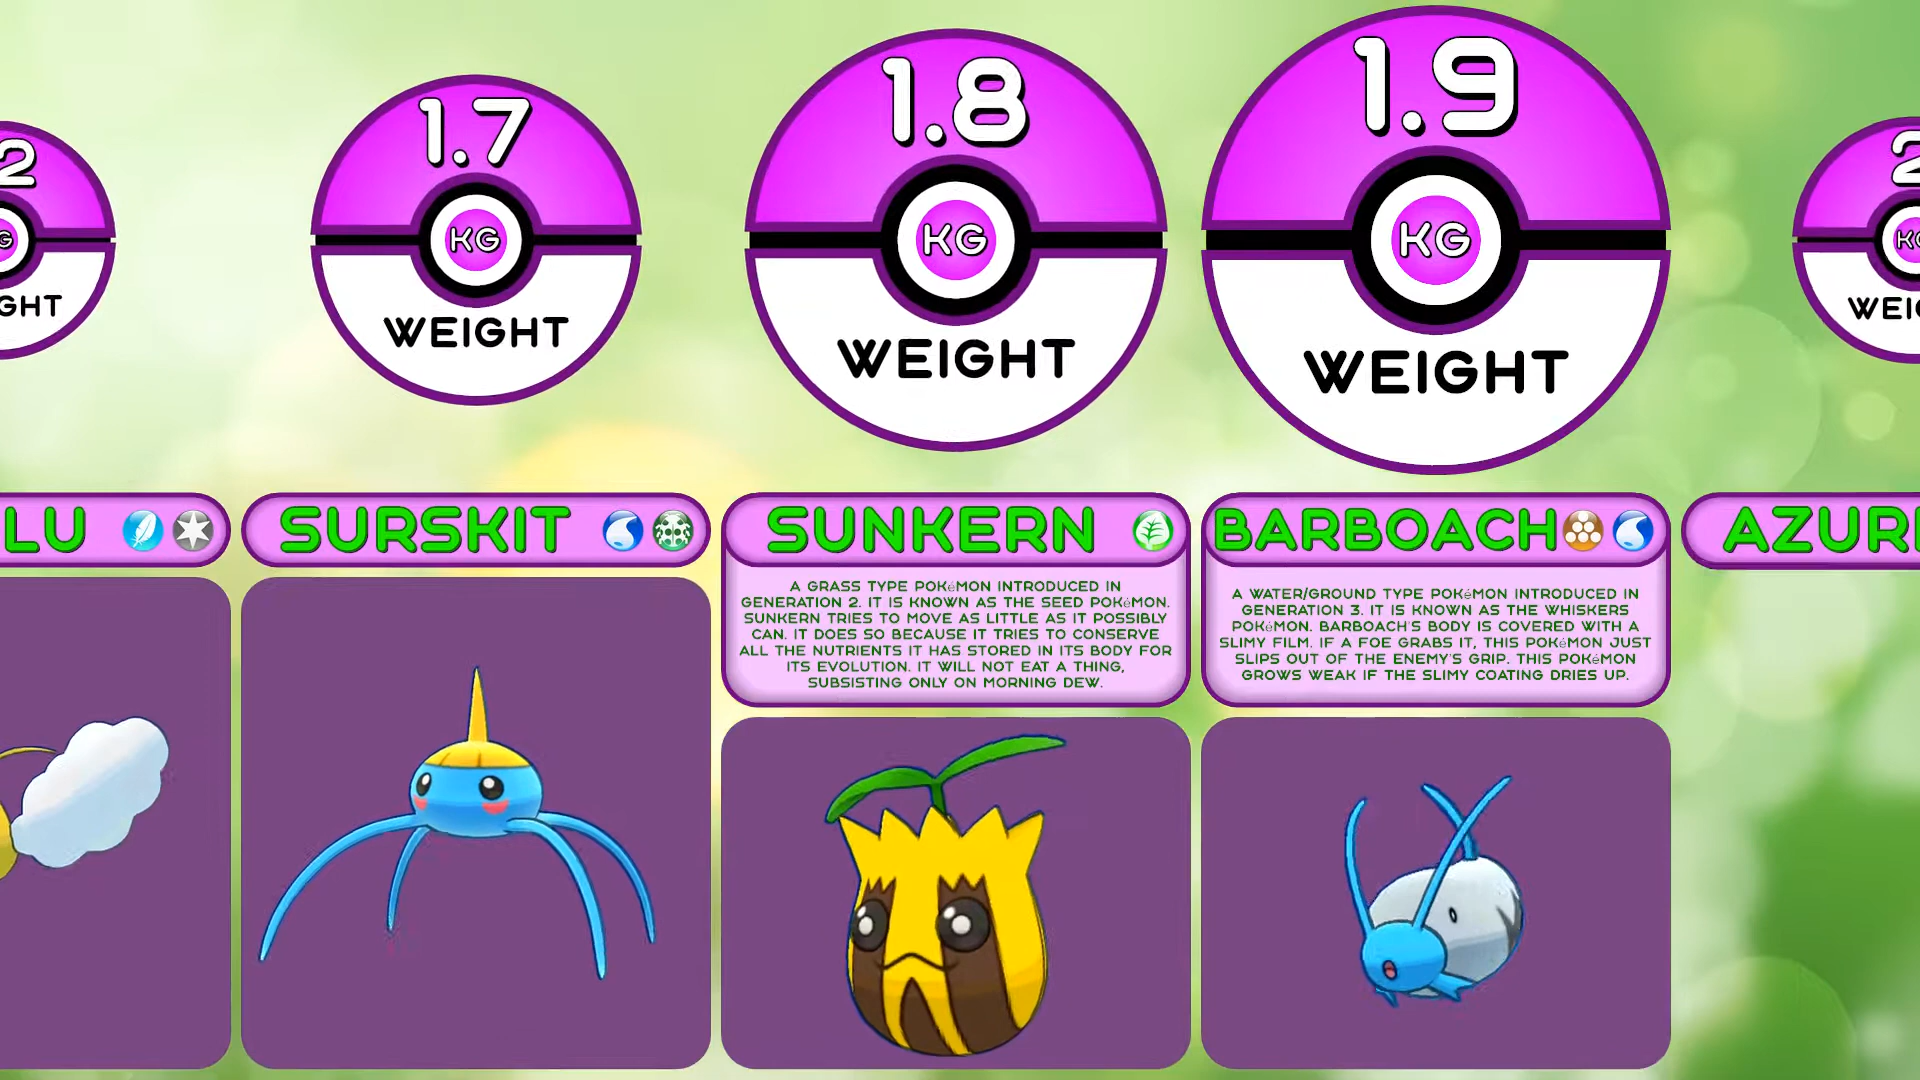 2
KG
GHT
1.7
KG
WEIGHT
1.8
KG
WEIGHT
1.9
KG
WEIGHT
2
LU
SURSKIT
SUNKERN
A GRASS TYPE POKéMON INTRODUCED IN
GENERATION 2. IT IS KNOWN AS THE SEED POKéMON.
SUNKERN TRIES TO MOVE AS LITTLE AS IT POSSIBLY
CAN. IT DOES SO BECAUSE IT TRIES TO CONSERVE
ALL THE NUTRIENTS IT HAS STORED IN ITS BODY FOR
ITS EVOLUTION. IT WILL NOT EAT A THING,
SUBSISTING ONLY ON MORNING DEW.
BARBOACH
A WATER/GROUND TYPE POKéMON INTRODUCED IN
GENERATION 3. IT IS KNOWN AS THE WHISKERS
POKéMON. BARBOACH'S BODY IS COVERED WITH A
SLIMY FILM. IF A FOE GRABS IT, THIS POKéMON JUST
SLIPS OUT OF THE ENEMY'S GRIP. THIS POKéMON
GROWS WEAK IF THE SLIMY COATING DRIES UP.
AZUR